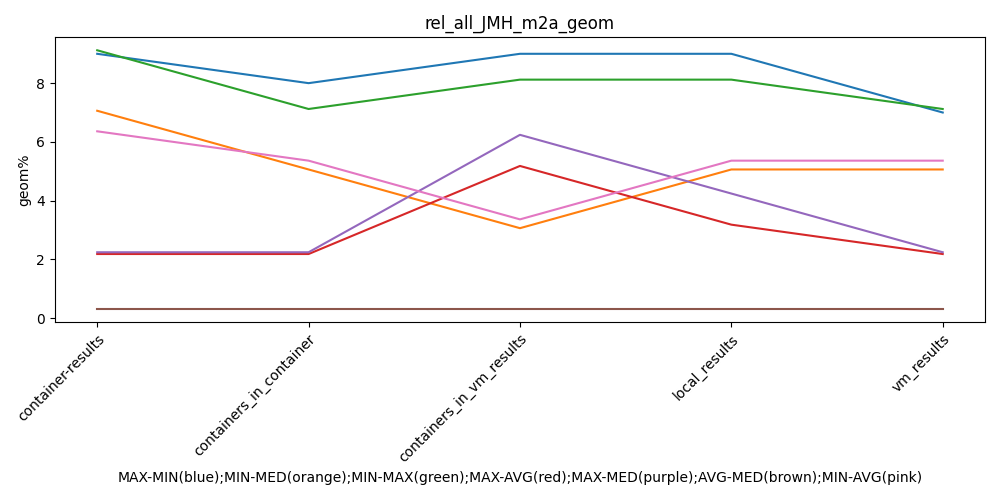 rel_all_JMH_m2a_geom
geom%
8
6
4
2
0
container-results
containers_in_container
containers_in_vm_results
local_results
vm_results
MAX-MIN(blue);MIN-MED(orange);MIN-MAX(green);MAX-AVG(red);MAX-MED(purple);AVG-MED(brown);MIN-AVG(pink)